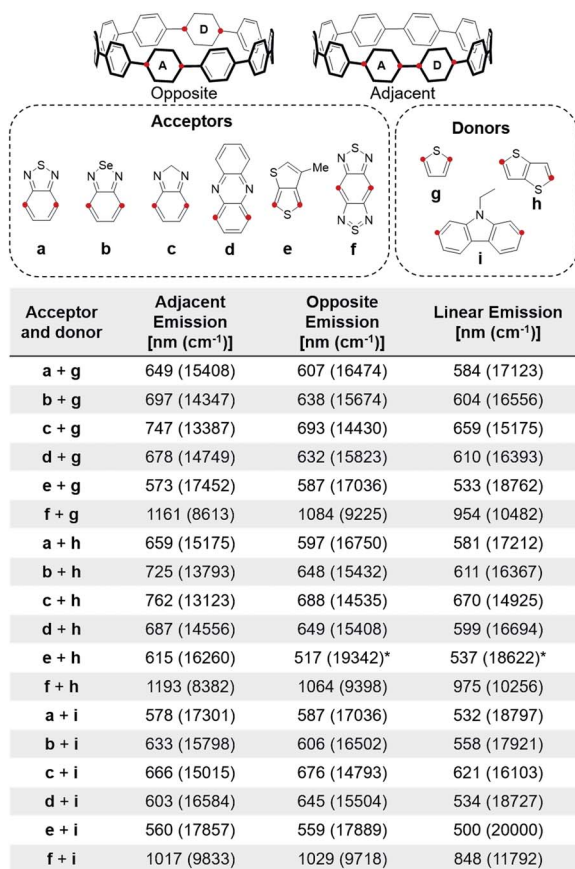 A
D
Opposite
A
D
Adjacent
Acceptors
S
N N
a
Se
N N
b
N N
c
N
N
d
S
Me
S
e
S
N N
N N
S
f
Donors
S
g
S
S
h
N
i
Acceptor and donor | Adjacent Emission [nm (cm⁻¹)] | Opposite Emission [nm (cm⁻¹)] | Linear Emission [nm (cm⁻¹)]
a + g 649 (15408) 607 (16474) 584 (17123)
b + g 697 (14347) 638 (15674) 604 (16556)
c + g 747 (13387) 693 (14430) 659 (15175)
d + g 678 (14749) 632 (15823) 610 (16393)
e + g 573 (17452) 587 (17036) 533 (18762)
f + g 1161 (8613) 1084 (9225) 954 (10482)
a + h 659 (15175) 597 (16750) 581 (17212)
b + h 725 (13793) 648 (15432) 611 (16367)
c + h 762 (13123) 688 (14535) 670 (14925)
d + h 687 (14556) 649 (15408) 599 (16694)
e + h 615 (16260) 517 (19342)* 537 (18622)*
f + h 1193 (8382) 1064 (9398) 975 (10256)
a + i 578 (17301) 587 (17036) 532 (18797)
b + i 633 (15798) 606 (16502) 558 (17921)
c + i 666 (15015) 676 (14793) 621 (16103)
d + i 603 (16584) 645 (15504) 534 (18727)
e + i 560 (17857) 559 (17889) 500 (20000)
f + i 1017 (9833) 1029 (9718) 848 (11792)